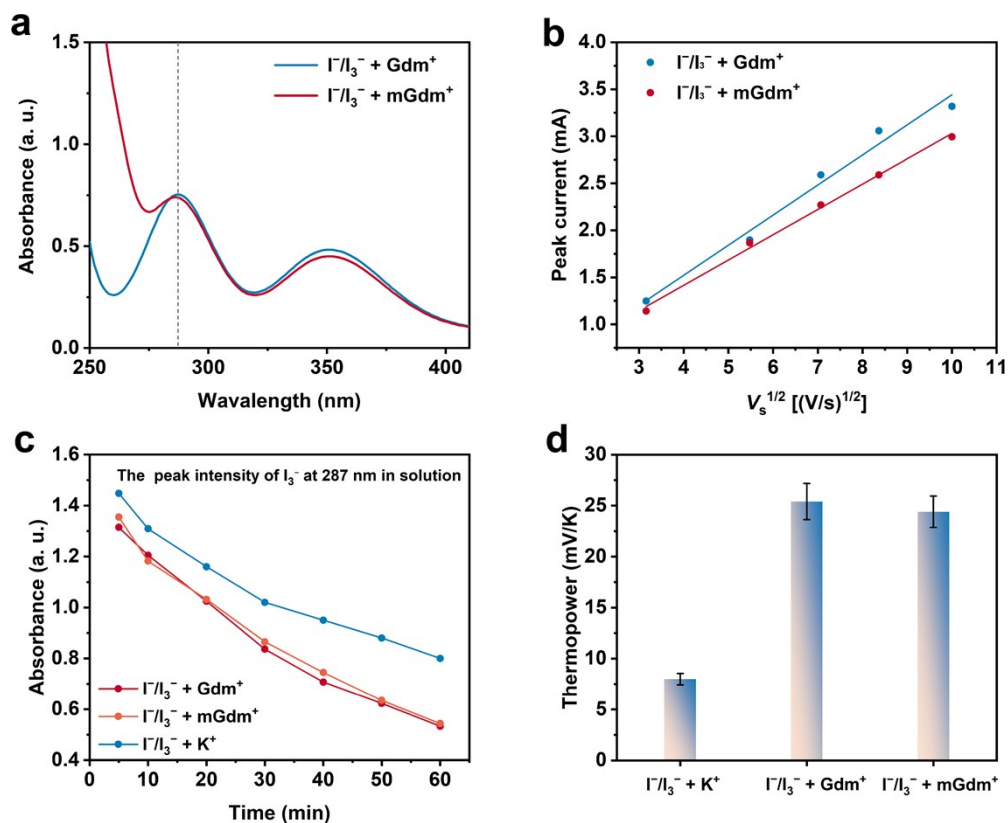 a
1.5
1.0
0.5
0.0
Absorbance (a. u.)
I⁻/I₃⁻ + Gdm⁺
I⁻/I₃⁻ + mGdm⁺
250 300 350 400
Wavalength (nm)
b
4.0
3.5
3.0
2.5
2.0
1.5
1.0
Peak current (mA)
I⁻/I₃⁻ + Gdm⁺
I⁻/I₃⁻ + mGdm⁺
3 4 5 6 7 8 9 10 11
Vₛ¹/² [(V/s)¹/²]
c
1.6
1.4
1.2
1.0
0.8
0.6
0.4
Absorbance (a. u.)
The peak intensity of I₃⁻ at 287 nm in solution
I⁻/I₃⁻ + Gdm⁺
I⁻/I₃⁻ + mGdm⁺
I⁻/I₃⁻ + K⁺
0 10 20 30 40 50 60
Time (min)
d
30
25
20
15
10
5
0
Thermopower (mV/K)
I⁻/I₃⁻ + K⁺ I⁻/I₃⁻ + Gdm⁺ I⁻/I₃⁻ + mGdm⁺